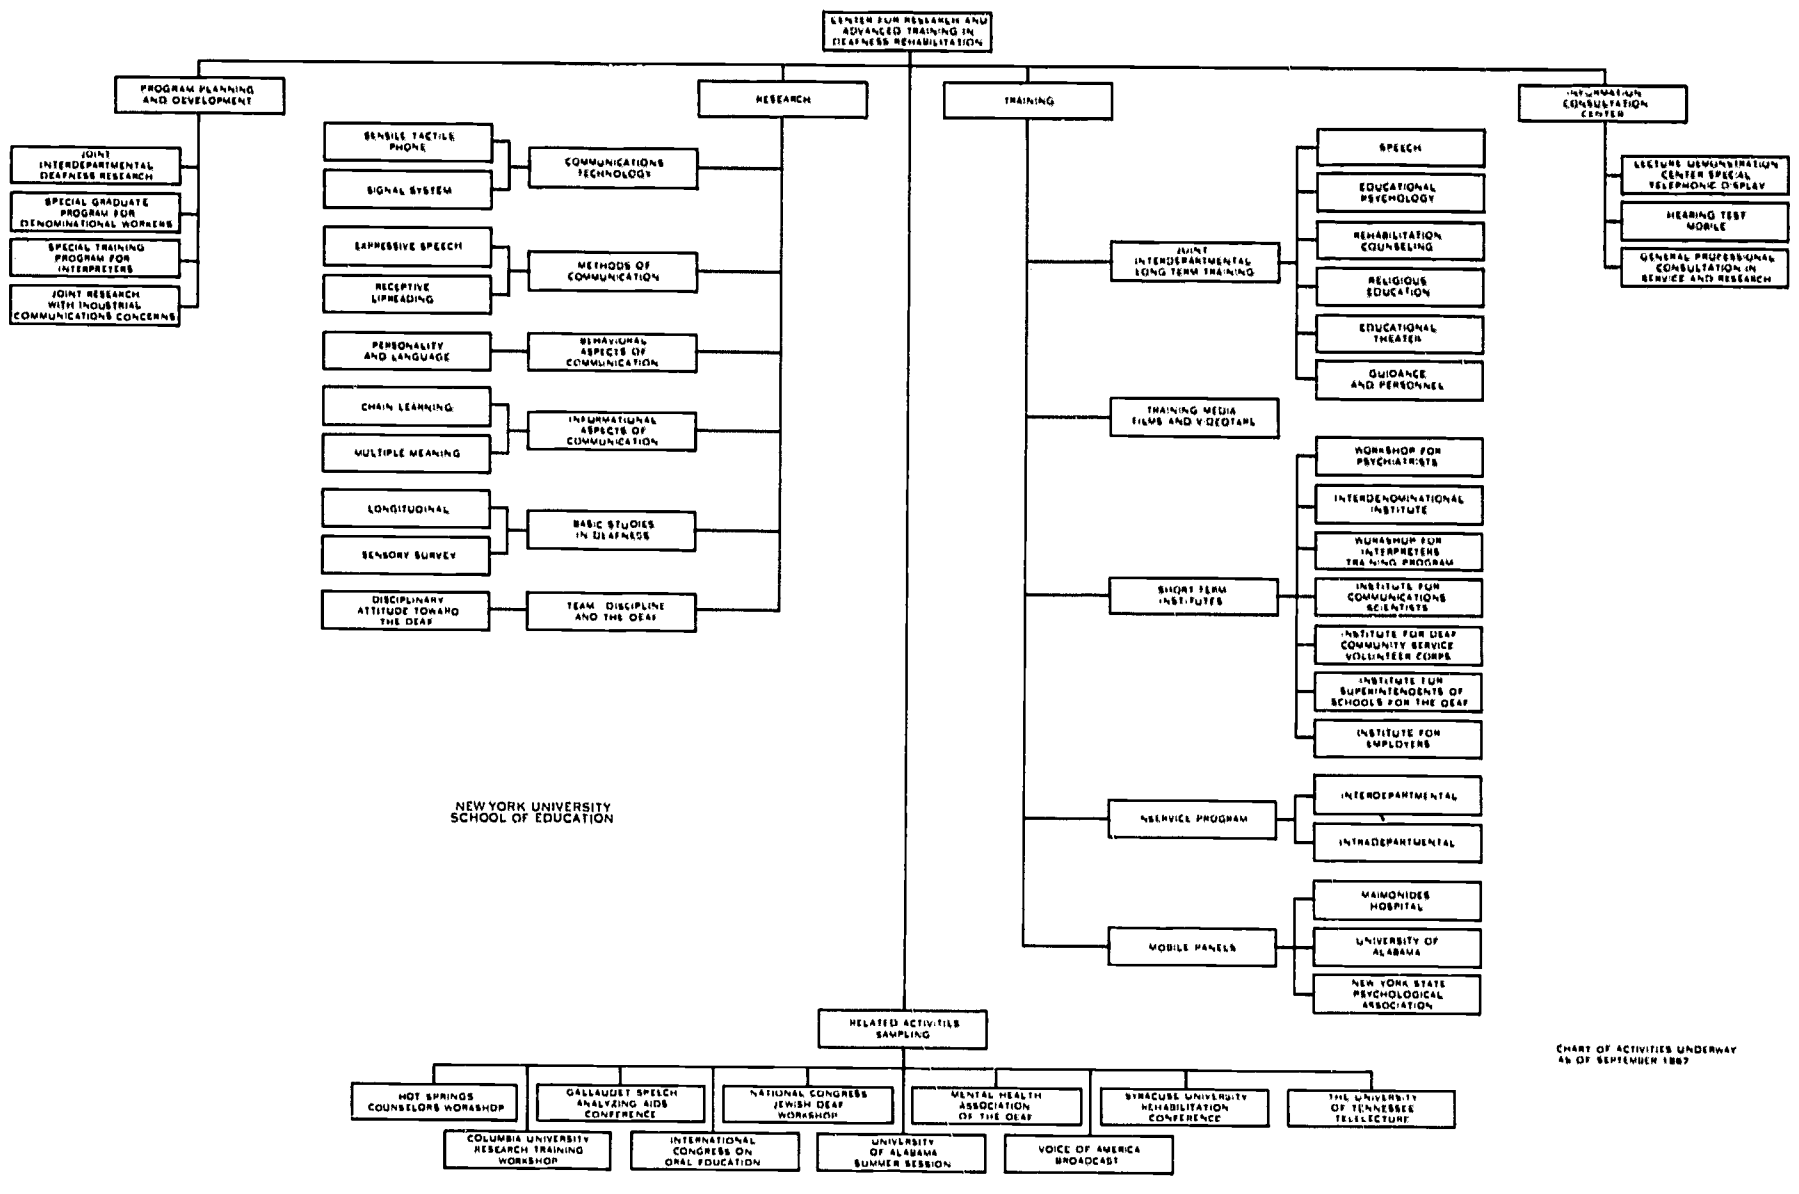 CENTER FOR RESEARCH AND
ADVANCED TRAINING IN
DEAFNESS REHABILITATION
PROGRAM PLANNING
AND DEVELOPMENT
JOINT
INTERDEPARTMENTAL
DEAFNESS RESEARCH
SPECIAL GRADUATE
PROGRAM FOR
DENOMINATIONAL WORKERS
SPECIAL TRAINING
PROGRAM FOR
INTERPRETERS
JOINT RESEARCH
WITH INDUSTRIAL
COMMUNICATIONS CONCERNS
RESEARCH
COMMUNICATIONS
TECHNOLOGY
SENSILE TACTILE
PHONE
SIGNAL SYSTEM
METHODS OF
COMMUNICATION
EXPRESSIVE SPEECH
RECEPTIVE
LIPREADING
BEHAVIORAL
ASPECTS OF
COMMUNICATION
PERSONALITY
AND LANGUAGE
INFORMATIONAL
ASPECTS OF
COMMUNICATION
CHAIN LEARNING
MULTIPLE MEANING
BASIC STUDIES
IN DEAFNESS
LONGITUDINAL
SENSORY SURVEY
TEAM DISCIPLINE
AND THE DEAF
DISCIPLINARY
ATTITUDE TOWARD
THE DEAF
TRAINING
JOINT
INTERDEPARTMENTAL
LONG TERM TRAINING
SPEECH
EDUCATIONAL
PSYCHOLOGY
REHABILITATION
COUNSELING
RELIGIOUS
EDUCATION
EDUCATIONAL
THEATER
GUIDANCE
AND PERSONNEL
TRAINING MEDIA
FILMS AND VIDEOTAPE
SHORT TERM
INSTITUTES
WORKSHOP FOR
PSYCHIATRISTS
INTERDENOMINATIONAL
INSTITUTE
WORKSHOP FOR
INTERPRETERS
TRAINING PROGRAM
INSTITUTE FOR
COMMUNICATIONS
SCIENTISTS
INSTITUTE FOR DEAF
COMMUNITY SERVICE
VOLUNTEER CORPS
INSTITUTE FOR
SUPERINTENDENTS OF
SCHOOLS FOR THE DEAF
INSTITUTE FOR
EMPLOYERS
NSERVICE PROGRAM
INTERDEPARTMENTAL
INTRADEPARTMENTAL
MOBILE PANELS
MAIMONIDES
HOSPITAL
UNIVERSITY OF
ALABAMA
NEW YORK STATE
PSYCHOLOGICAL
ASSOCIATION
INFORMATION
CONSULTATION
CENTER
LECTURE DEMONSTRATION
CENTER SPECIAL
TELEPHONIC DISPLAY
HEARING TEST
MOBILE
GENERAL PROFESSIONAL
CONSULTATION IN
SERVICE AND RESEARCH
NEW YORK UNIVERSITY
SCHOOL OF EDUCATION
RELATED ACTIVITIES
SAMPLING
HOT SPRINGS
COUNSELORS WORKSHOP
COLUMBIA UNIVERSITY
RESEARCH TRAINING
WORKSHOP
GALLAUDET SPEECH
ANALYZING AIDS
CONFERENCE
INTERNATIONAL
CONGRESS ON
ORAL EDUCATION
NATIONAL CONGRESS
JEWISH DEAF
WORKSHOP
UNIVERSITY
OF ALABAMA
SUMMER SESSION
MENTAL HEALTH
ASSOCIATION
OF THE DEAF
VOICE OF AMERICA
BROADCAST
SYRACUSE UNIVERSITY
REHABILITATION
CONFERENCE
THE UNIVERSITY
OF TENNESSEE
TELELECTURE
CHART OF ACTIVITIES UNDERWAY
AS OF SEPTEMBER 1967